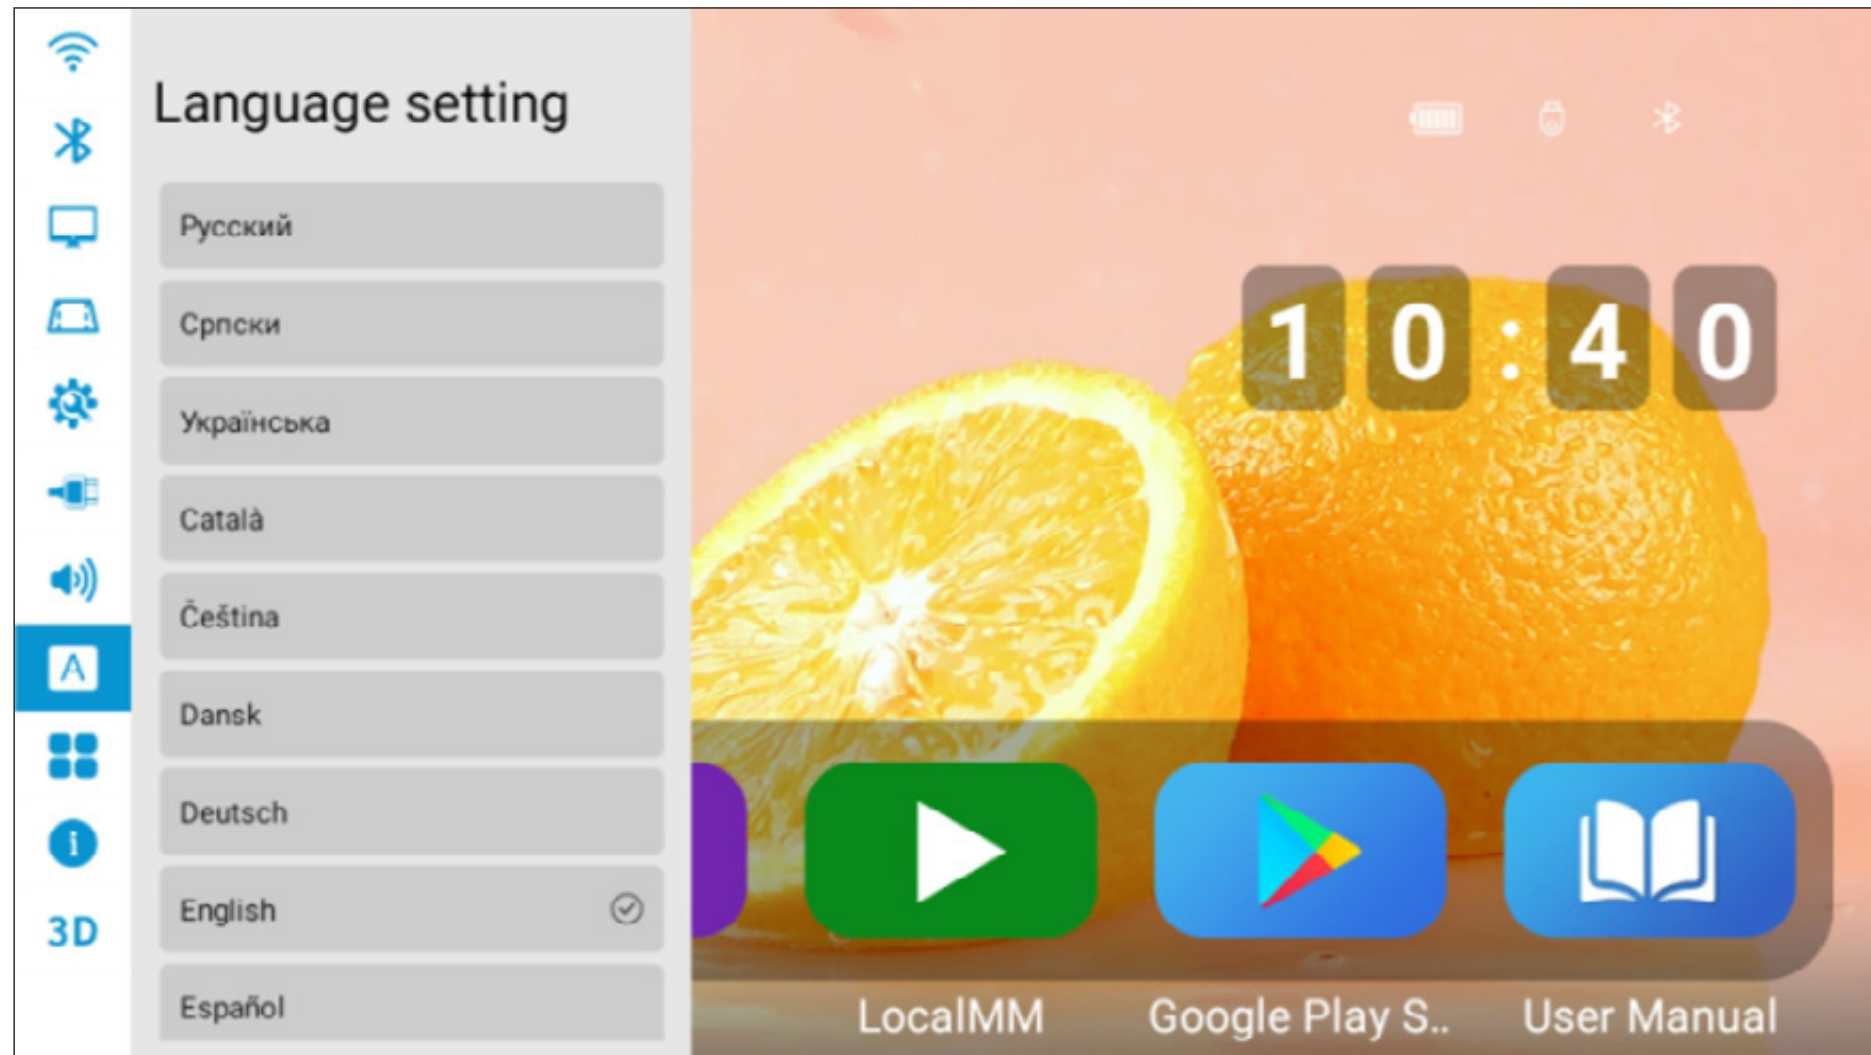 Language setting
Русский
Српски
Українська
Català
Čeština
Dansk
Deutsch
English
Español
A
i
3D
10:40
LocalMM
Google Play S..
User Manual